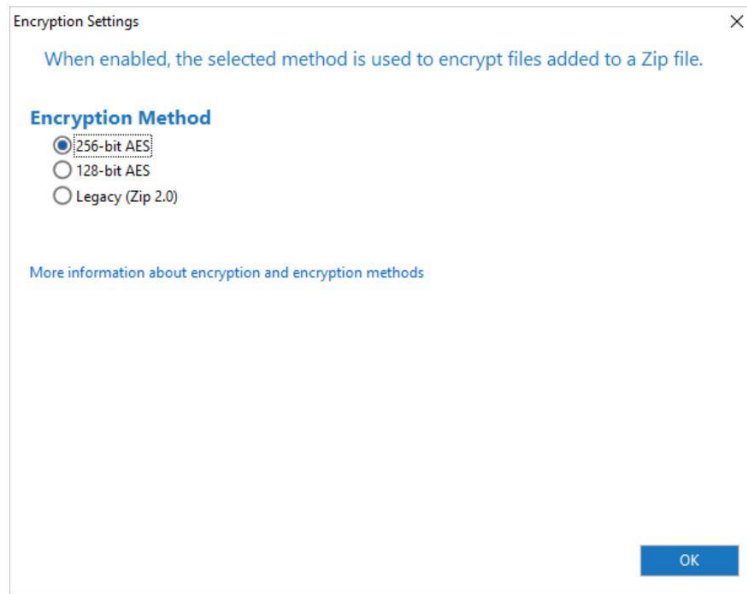 Encryption Settings
When enabled, the selected method is used to encrypt files added to a Zip file.
Encryption Method
256-bit AES
128-bit AES
Legacy (Zip 2.0)
More information about encryption and encryption methods
OK